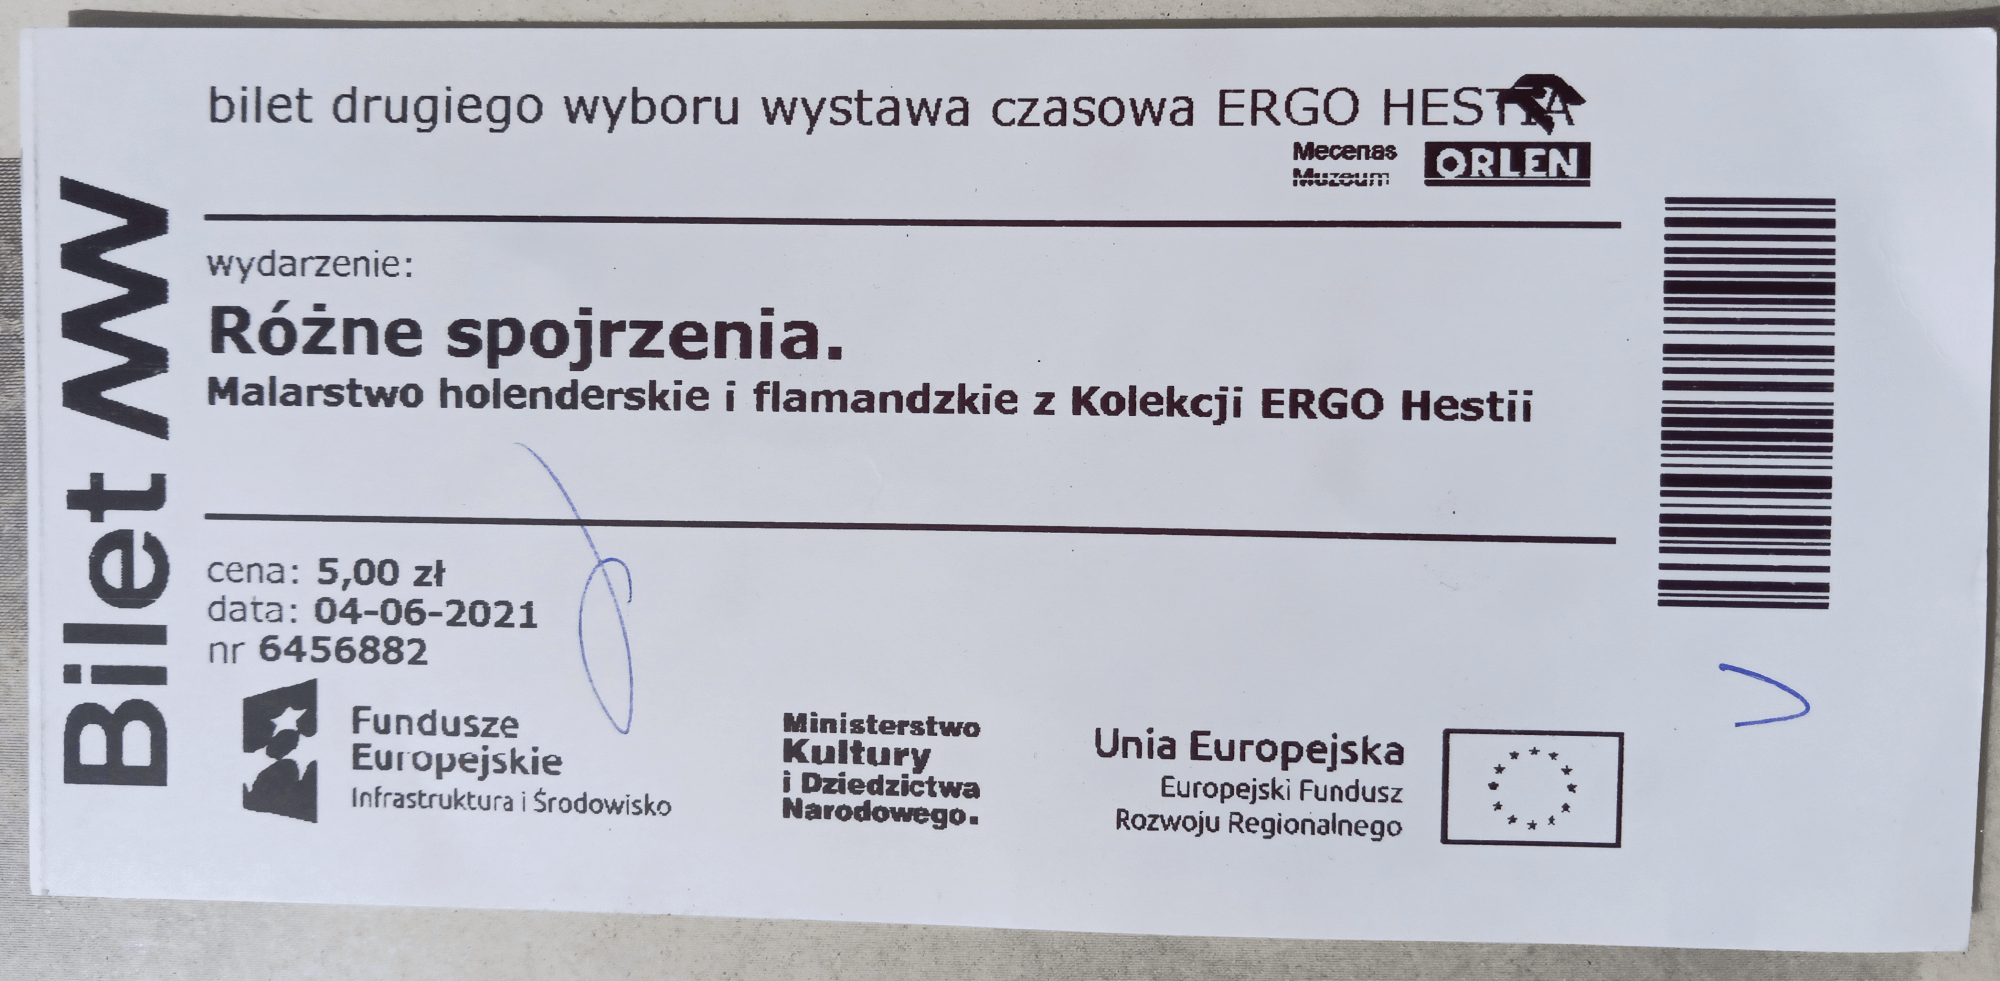 bilet drugiego wyboru wystawa czasowa ERGO HESTIA
Mecenas
Muzeum
ORLEN
Bilet
wydarzenie:
Różne spojrzenia.
Malarstwo holenderskie i flamandzkie z Kolekcji ERGO Hestii
cena: 5,00 zł
data: 04-06-2021
nr 6456882
Fundusze
Europejskie
Infrastruktura i Środowisko
Ministerstwo
Kultury
i Dziedzictwa
Narodowego.
Unia Europejska
Europejski Fundusz
Rozwoju Regionalnego